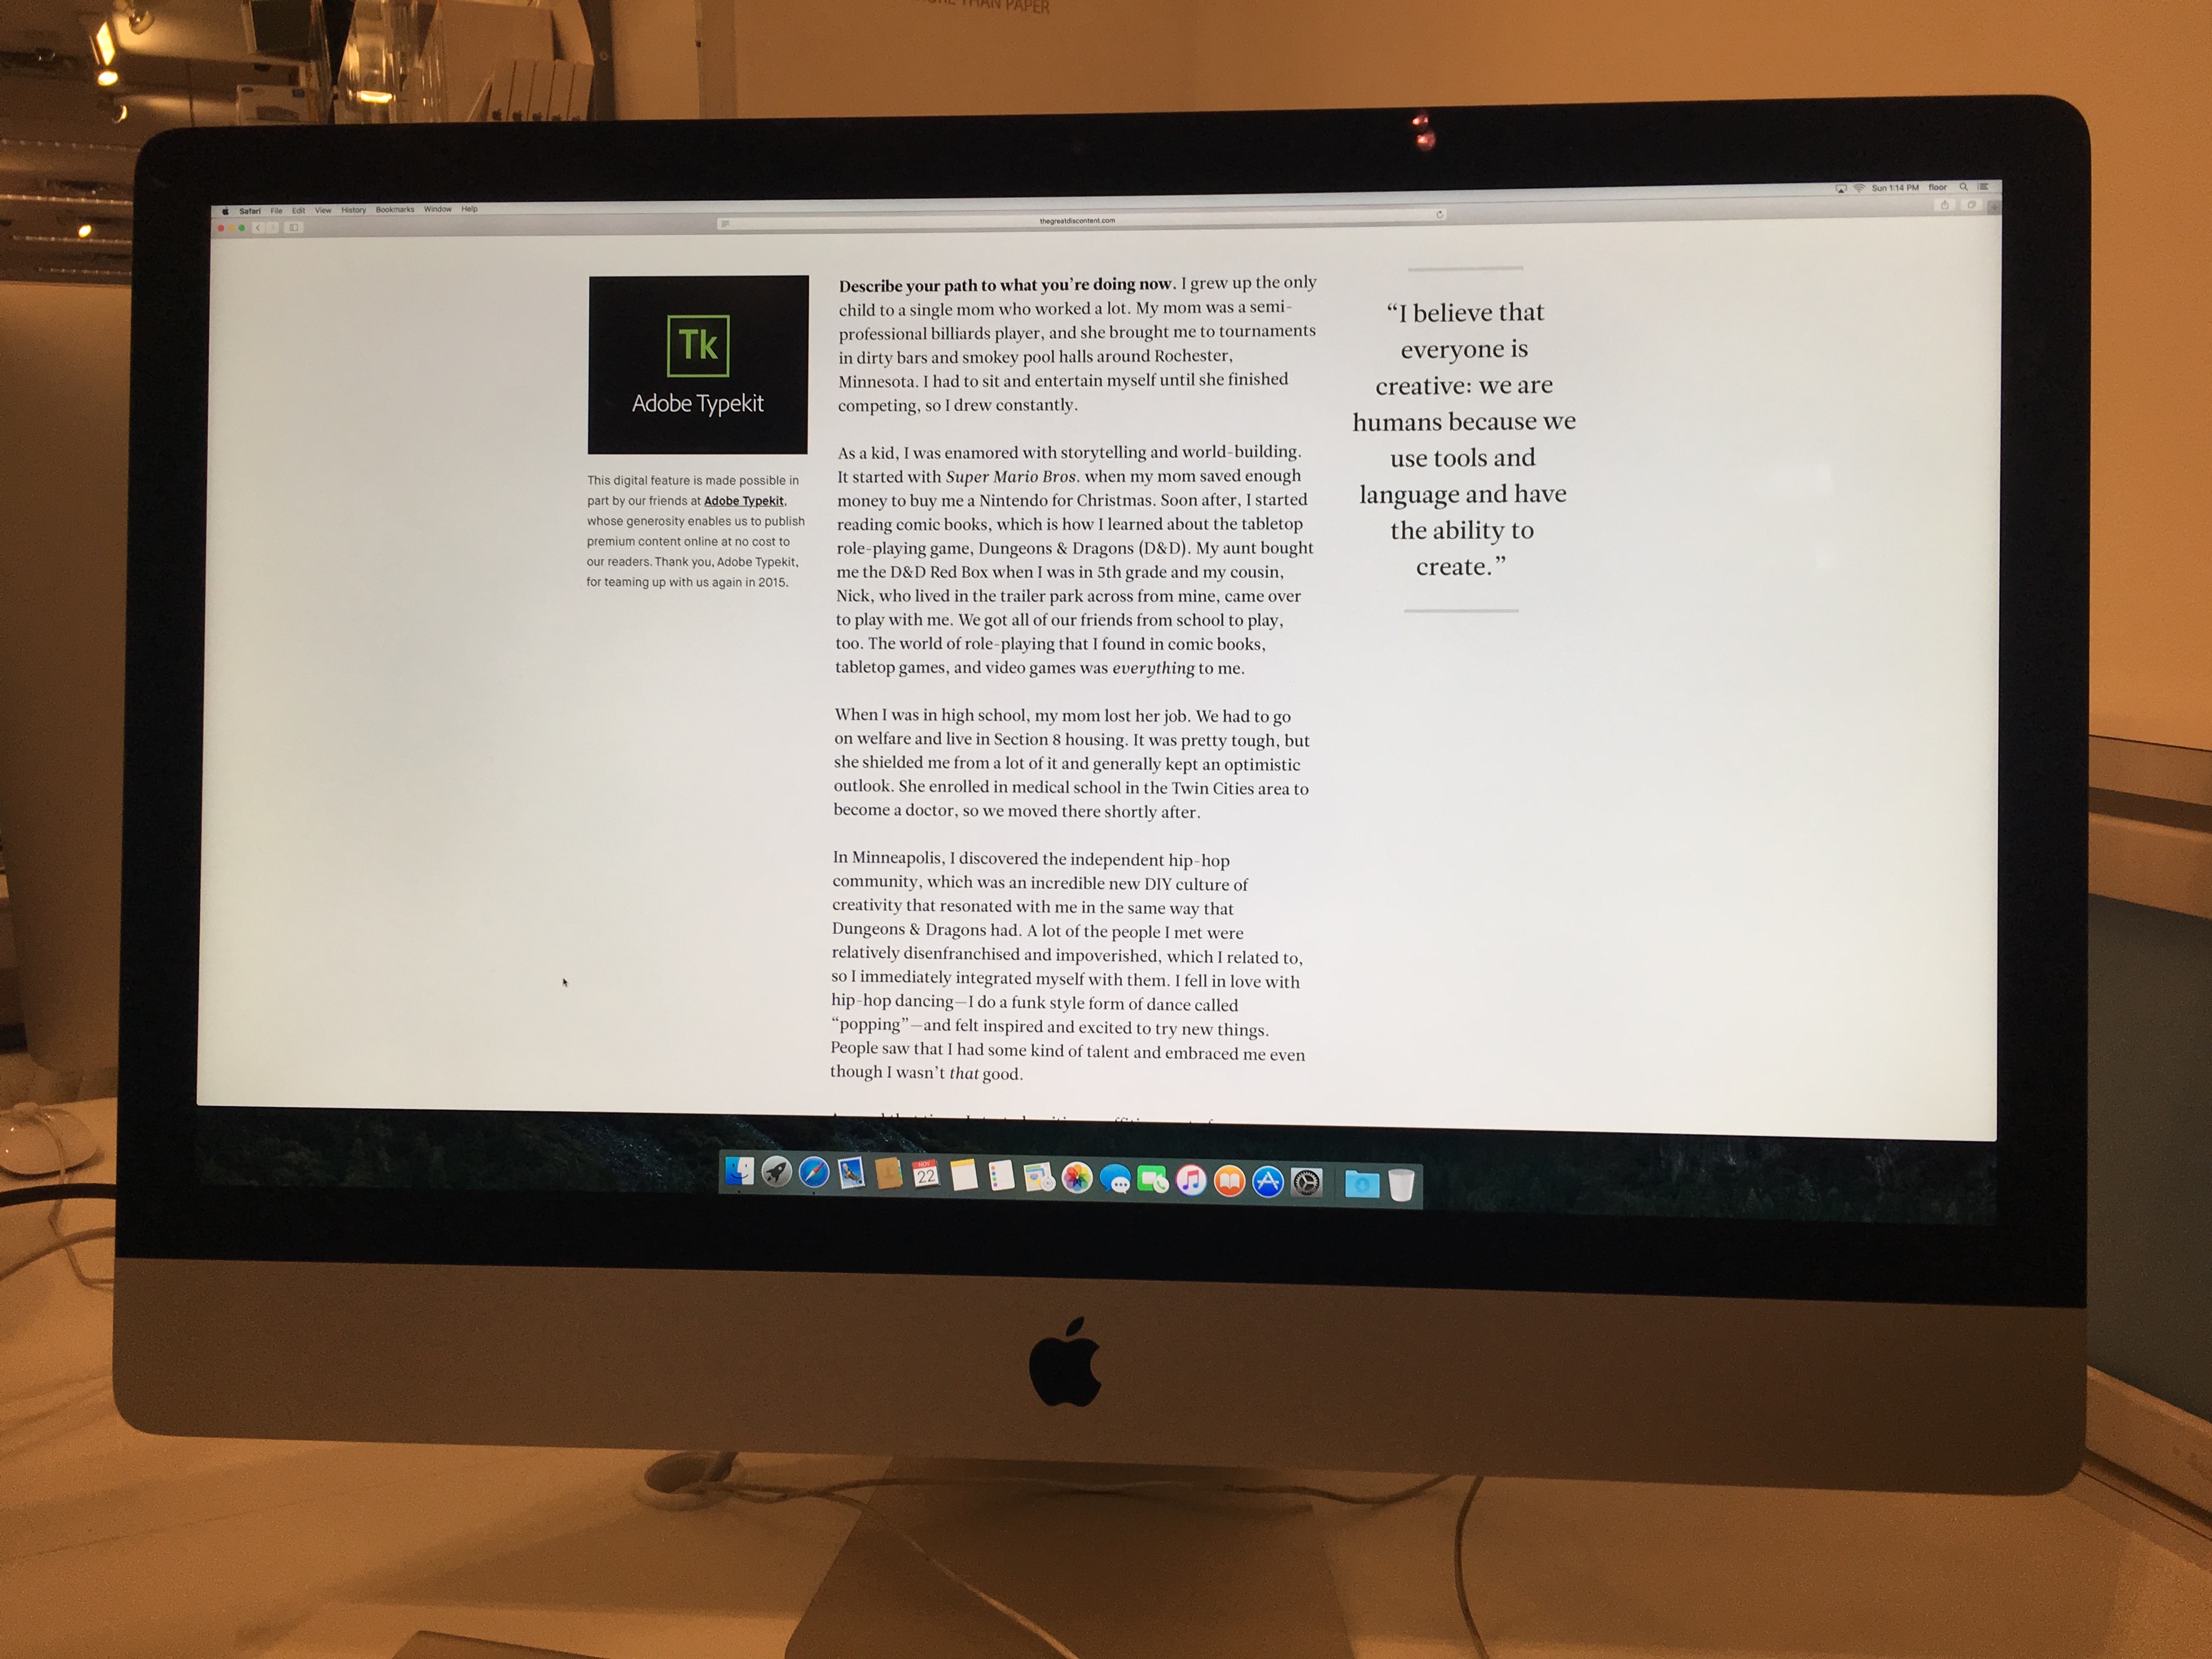 THAN PAPER
Safari File Edit View History Bookmarks Window Help
Sun 1:14 PM floor
thegreatdiscontent.com
Tk
Adobe Typekit
This digital feature is made possible in
part by our friends at Adobe Typekit,
whose generosity enables us to publish
premium content online at no cost to
our readers. Thank you, Adobe Typekit,
for teaming up with us again in 2015.
Describe your path to what you're doing now. I grew up the only
child to a single mom who worked a lot. My mom was a semi-
professional billiards player, and she brought me to tournaments
in dirty bars and smokey pool halls around Rochester,
Minnesota. I had to sit and entertain myself until she finished
competing, so I drew constantly.
As a kid, I was enamored with storytelling and world-building.
It started with Super Mario Bros. when my mom saved enough
money to buy me a Nintendo for Christmas. Soon after, I started
reading comic books, which is how I learned about the tabletop
role-playing game, Dungeons & Dragons (D&D). My aunt bought
me the D&D Red Box when I was in 5th grade and my cousin,
Nick, who lived in the trailer park across from mine, came over
to play with me. We got all of our friends from school to play,
too. The world of role-playing that I found in comic books,
tabletop games, and video games was everything to me.
When I was in high school, my mom lost her job. We had to go
on welfare and live in Section 8 housing. It was pretty tough, but
she shielded me from a lot of it and generally kept an optimistic
outlook. She enrolled in medical school in the Twin Cities area to
become a doctor, so we moved there shortly after.
In Minneapolis, I discovered the independent hip-hop
community, which was an incredible new DIY culture of
creativity that resonated with me in the same way that
Dungeons & Dragons had. A lot of the people I met were
relatively disenfranchised and impoverished, which I related to,
so I immediately integrated myself with them. I fell in love with
hip-hop dancing—I do a funk style form of dance called
“popping”—and felt inspired and excited to try new things.
People saw that I had some kind of talent and embraced me even
though I wasn't that good.
“I believe that
everyone is
creative: we are
humans because we
use tools and
language and have
the ability to
create.”
NOV
22